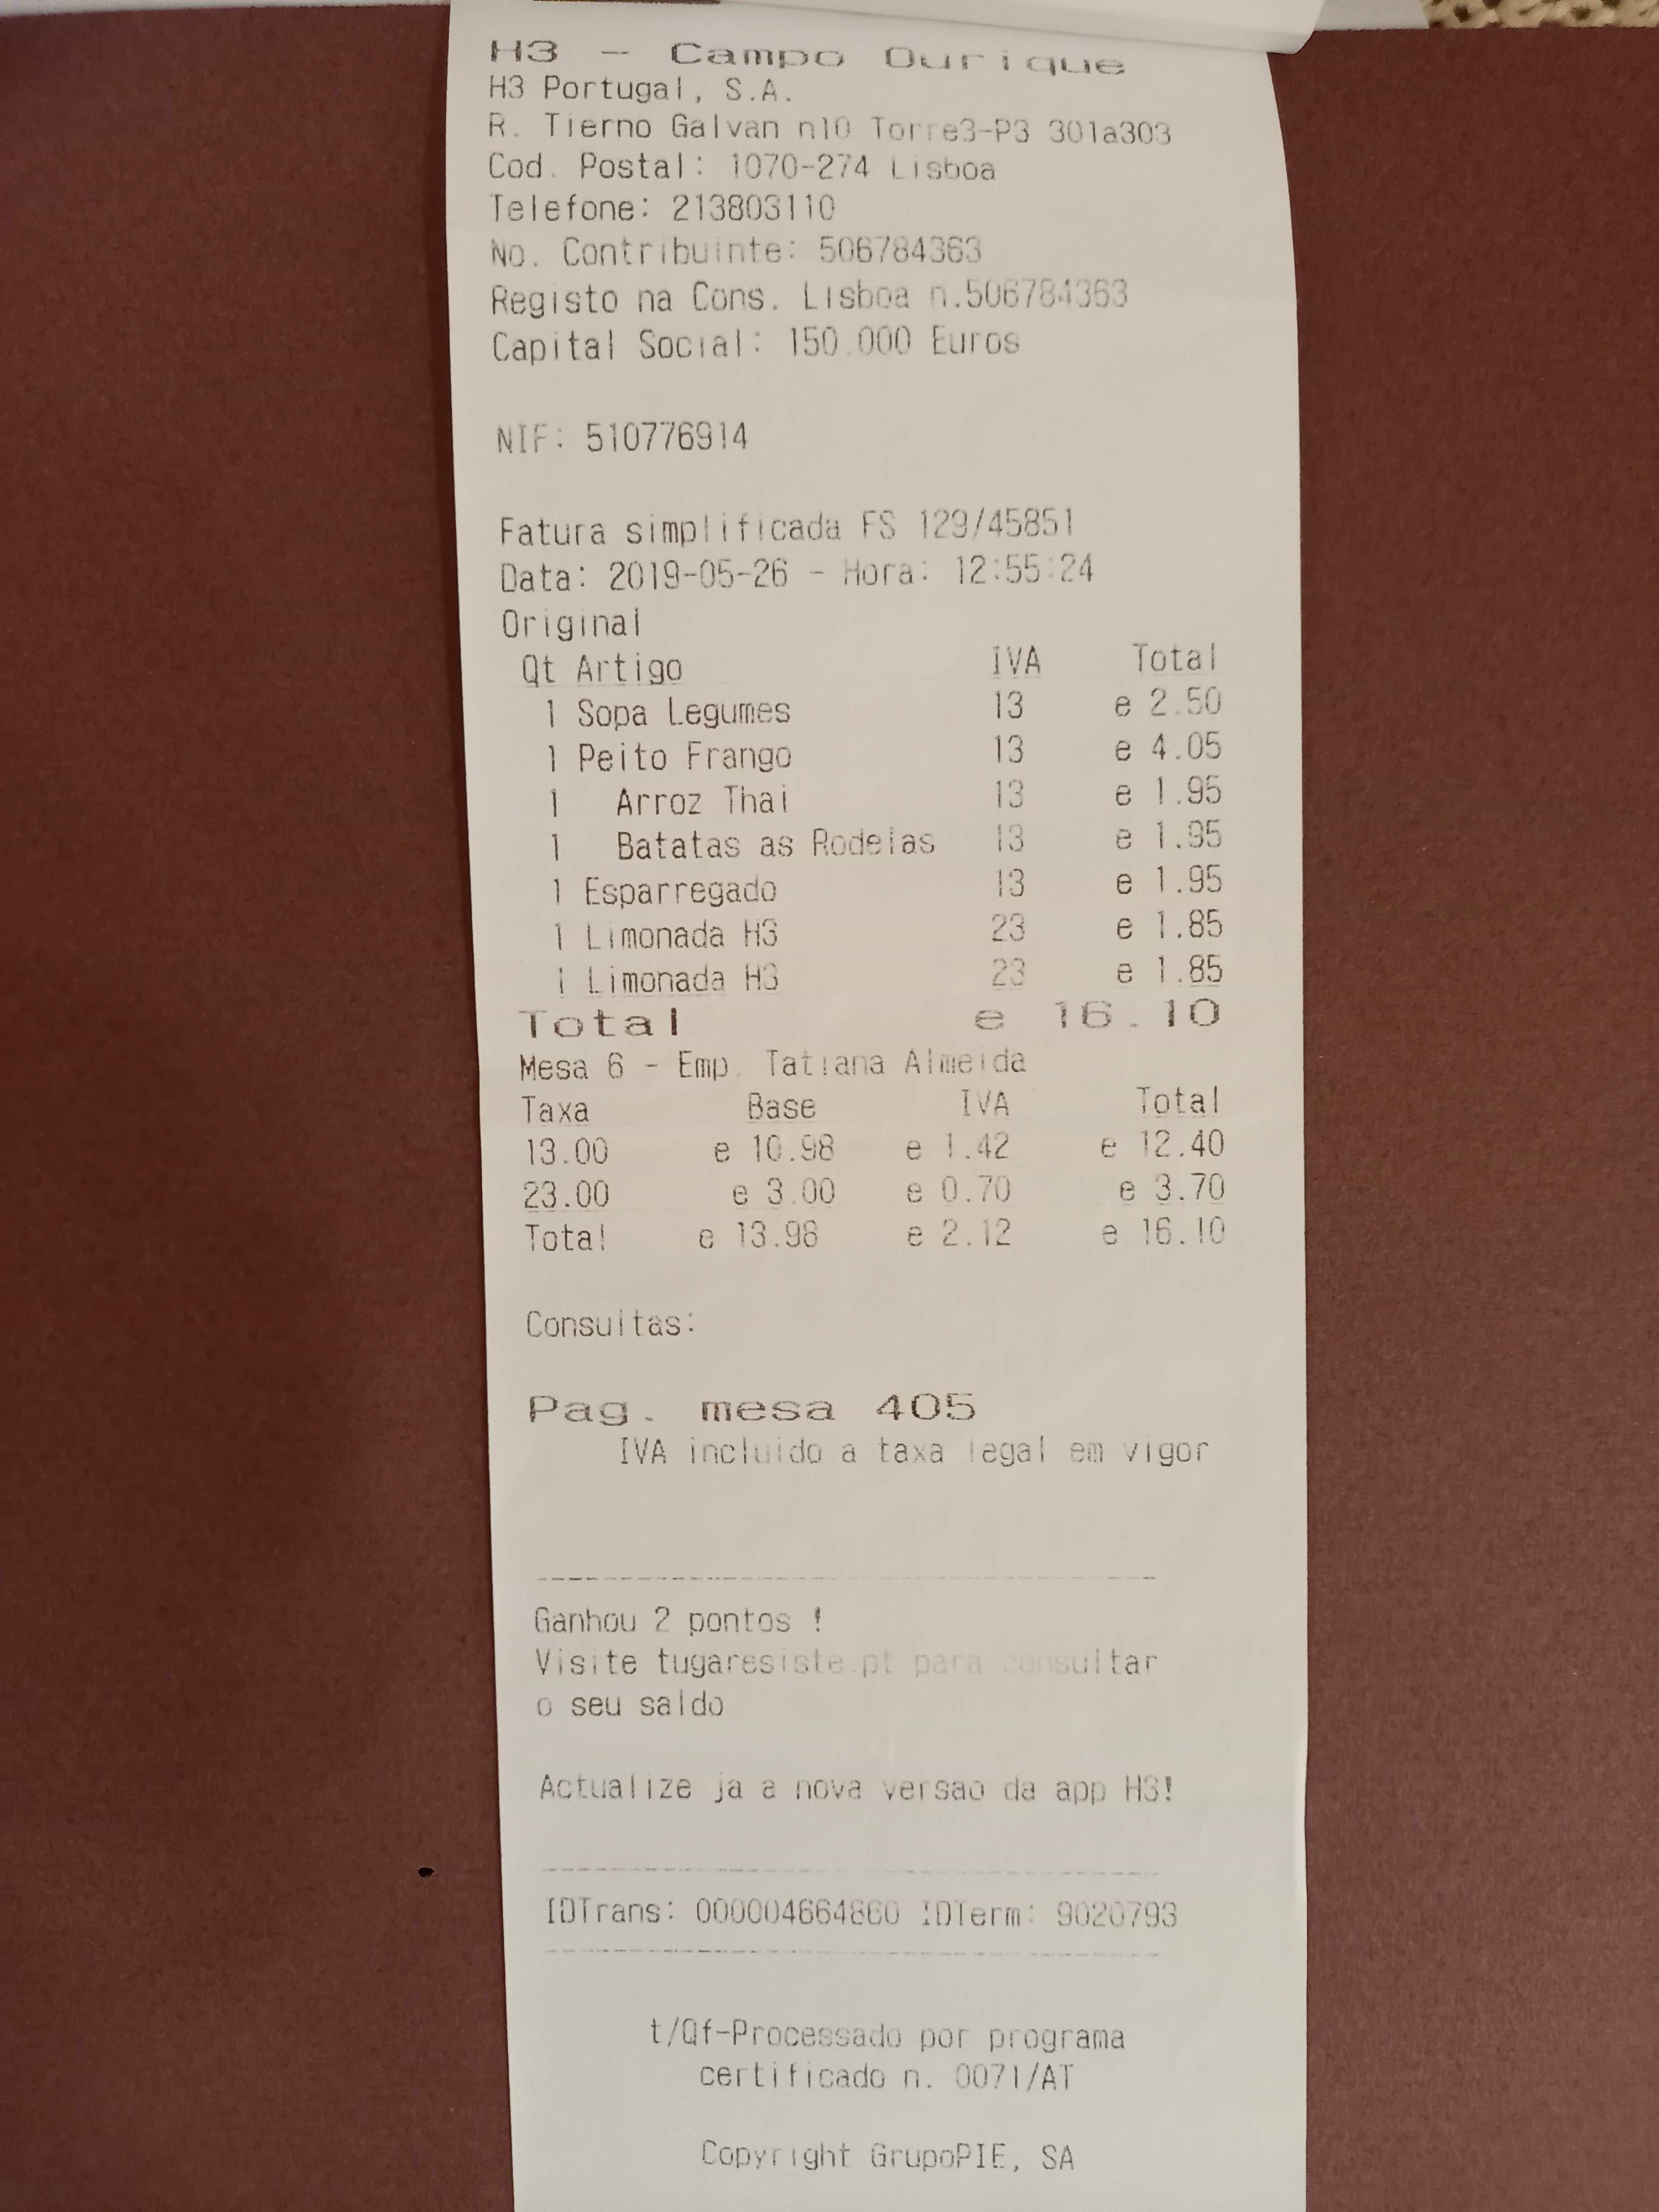 H3 - Campo Ourique
H3 Portugal, S.A.
R. Tierno Galvan n10 Torre3-P3 301a303
Cod. Postal: 1070-274 Lisboa
Telefone: 213803110
No. Contribuinte: 506784363
Registo na Cons. Lisboa n.506784363
Capital Social: 150.000 Euros
NIF: 510776914
Fatura simplificada FS 129/45851
Data: 2019-05-26 - Hora: 12:55:24
Original
Qt Artigo IVA Total
1 Sopa Legumes 13 e 2.50
1 Peito Frango 13 e 4.05
1 Arroz Thai 13 e 1.95
1 Batatas as Rodelas 13 e 1.95
1 Esparregado 13 e 1.95
1 Limonada H3 23 e 1.85
1 Limonada H3 23 e 1.85
Total e 16.10
Mesa 6 - Emp. Tatiana Almeida
Taxa Base IVA Total
13.00 e 10.98 e 1.42 e 12.40
23.00 e 3.00 e 0.70 e 3.70
Total e 13.98 e 2.12 e 16.10
Consultas:
Pag. mesa 405
IVA incluido a taxa legal em vigor
Ganhou 2 pontos !
Visite tugaresiste.pt para consultar
o seu saldo
Actualize ja a nova versao da app H3!
IDTrans: 000004664860 IDTerm: 9020793
t/Qf-Processado por programa
certificado n. 0071/AT
Copyright GrupoPIE, SA